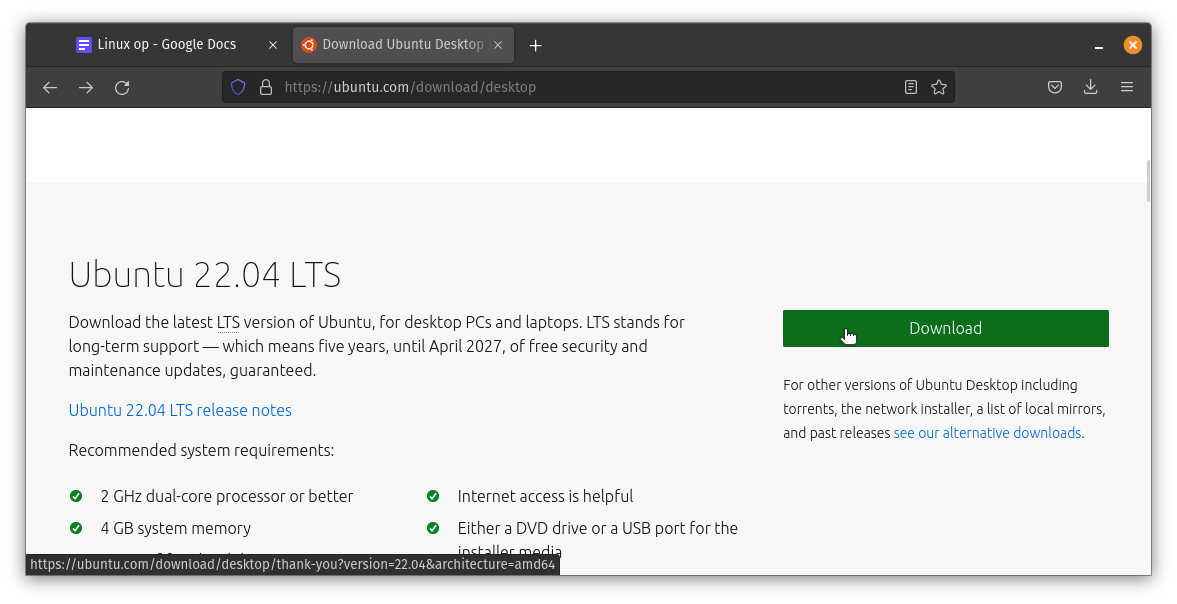 Linux op - Google Docs
Download Ubuntu Desktop
https://ubuntu.com/download/desktop
Ubuntu 22.04 LTS
Download the latest LTS version of Ubuntu, for desktop PCs and laptops. LTS stands for
long-term support — which means five years, until April 2027, of free security and
maintenance updates, guaranteed.
Ubuntu 22.04 LTS release notes
Recommended system requirements:
2 GHz dual-core processor or better
4 GB system memory
Internet access is helpful
Either a DVD drive or a USB port for the
installer media
Download
For other versions of Ubuntu Desktop including
torrents, the network installer, a list of local mirrors,
and past releases see our alternative downloads.
https://ubuntu.com/download/desktop/thank-you?version=22.04&architecture=amd64